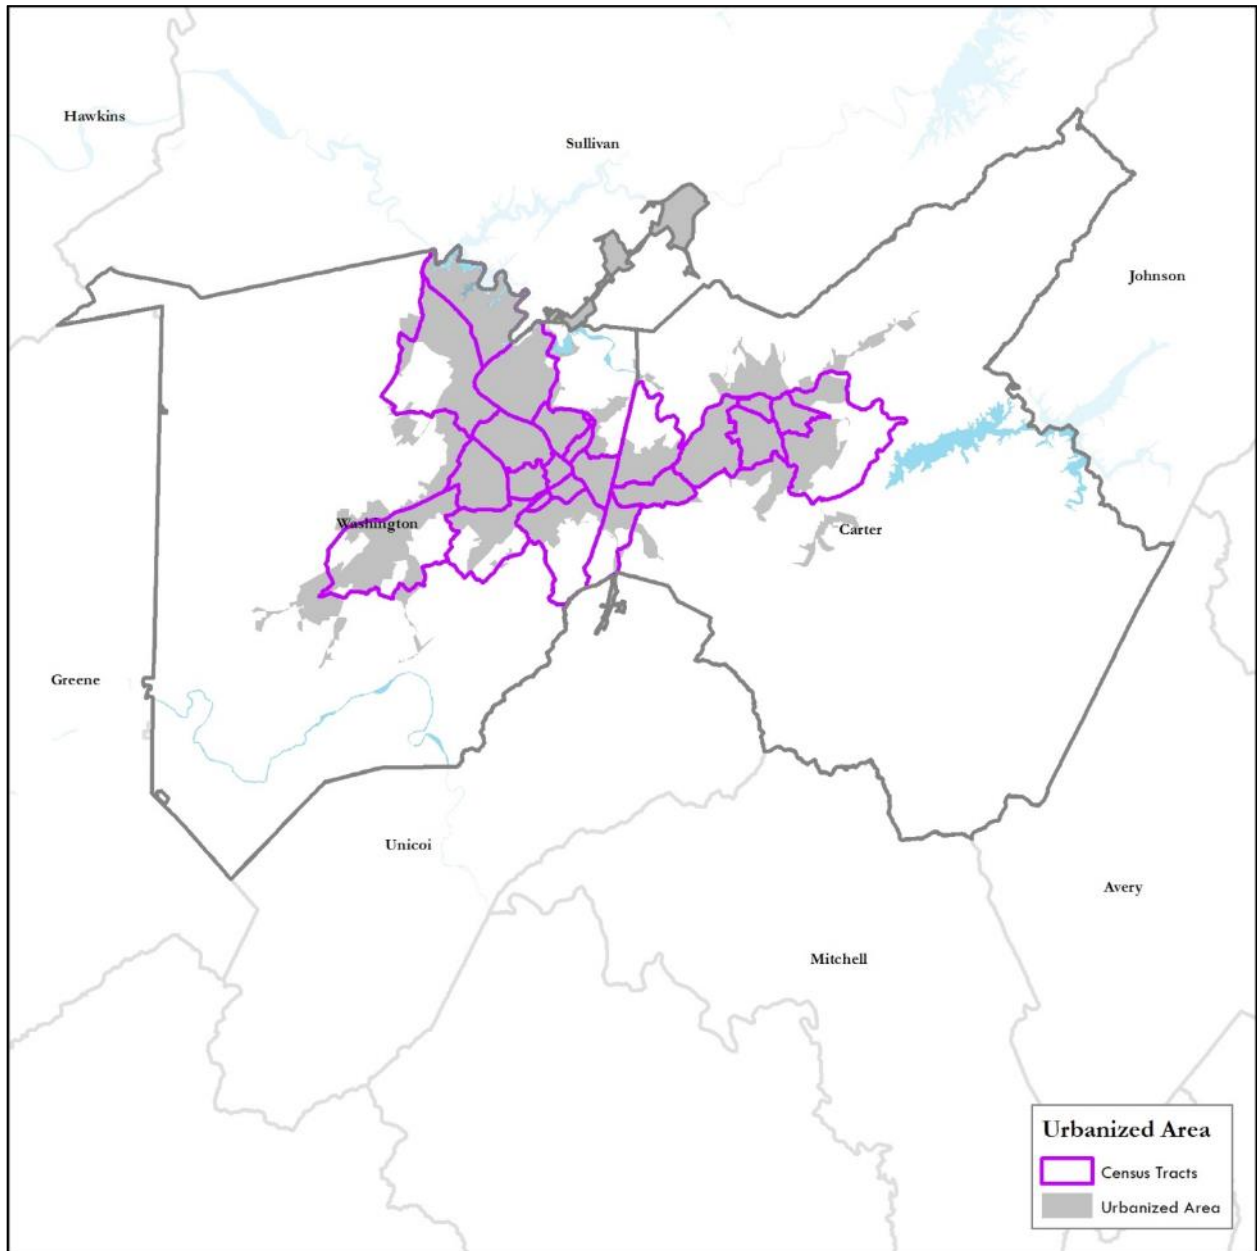 Hawkins
Sullivan
Johnson
Washington
Carter
Greene
Unicoi
Avery
Mitchell
Urbanized Area
Census Tracts
Urbanized Area